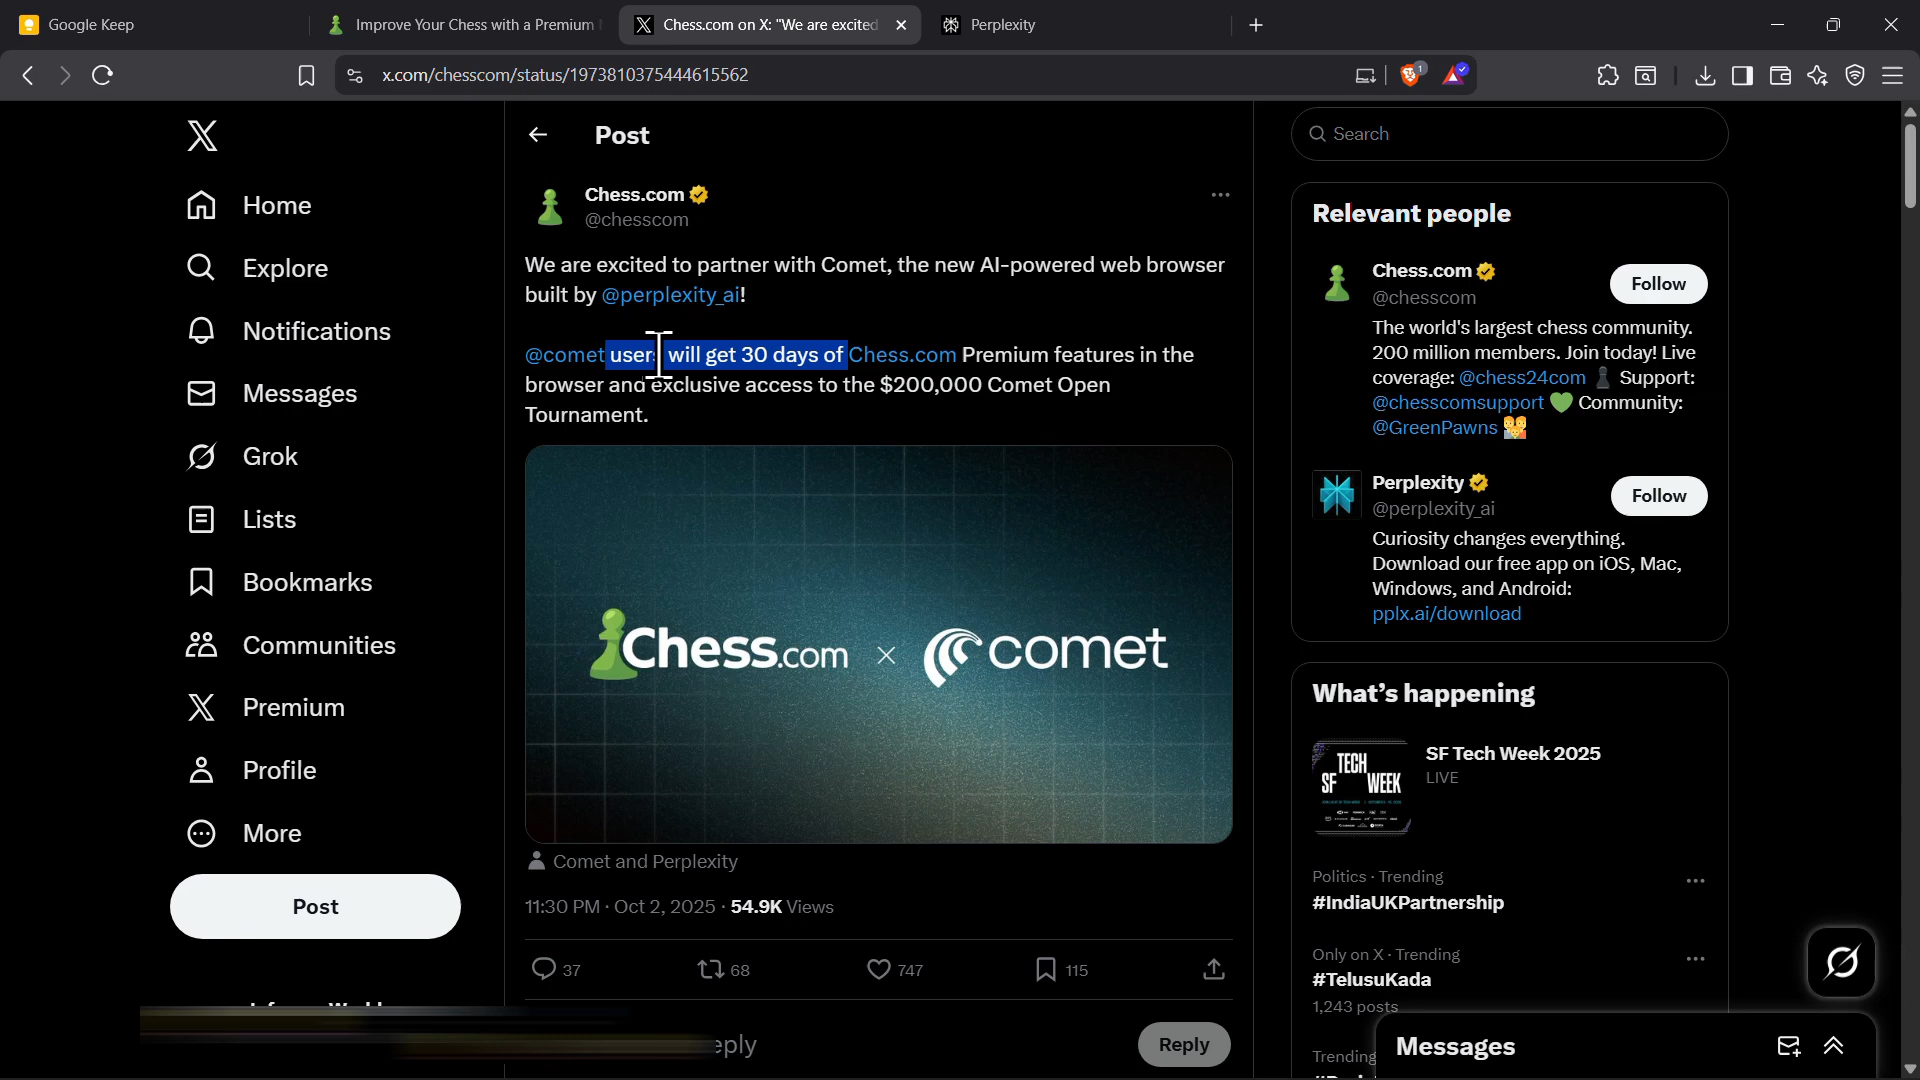 Google Keep
Improve Your Chess with a Premium
Chess.com on X: "We are excited
Perplexity
x.com/chesscom/status/1973810375444615562
1
Post
Search
Home
Explore
Notifications
Messages
Grok
Lists
Bookmarks
Communities
Premium
Profile
More
Post
Chess.com
@chesscom
We are excited to partner with Comet, the new AI-powered web browser
built by @perplexity_ai!
@comet users will get 30 days of Chess.com Premium features in the
browser and exclusive access to the $200,000 Comet Open
Tournament.
Chess.com × comet
Comet and Perplexity
11:30 PM · Oct 2, 2025 · 54.9K Views
37
68
747
115
eply
Reply
Relevant people
Chess.com
@chesscom
Follow
The world's largest chess community.
200 million members. Join today! Live
coverage: @chess24com Support:
@chesscomsupport Community:
@GreenPawns
Perplexity
@perplexity_ai
Follow
Curiosity changes everything.
Download our free app on iOS, Mac,
Windows, and Android:
pplx.ai/download
What's happening
SF TECH WEEK
SF Tech Week 2025
LIVE
Politics · Trending
#IndiaUKPartnership
Only on X · Trending
#TelusuKada
1,243 posts
Trending
Messages